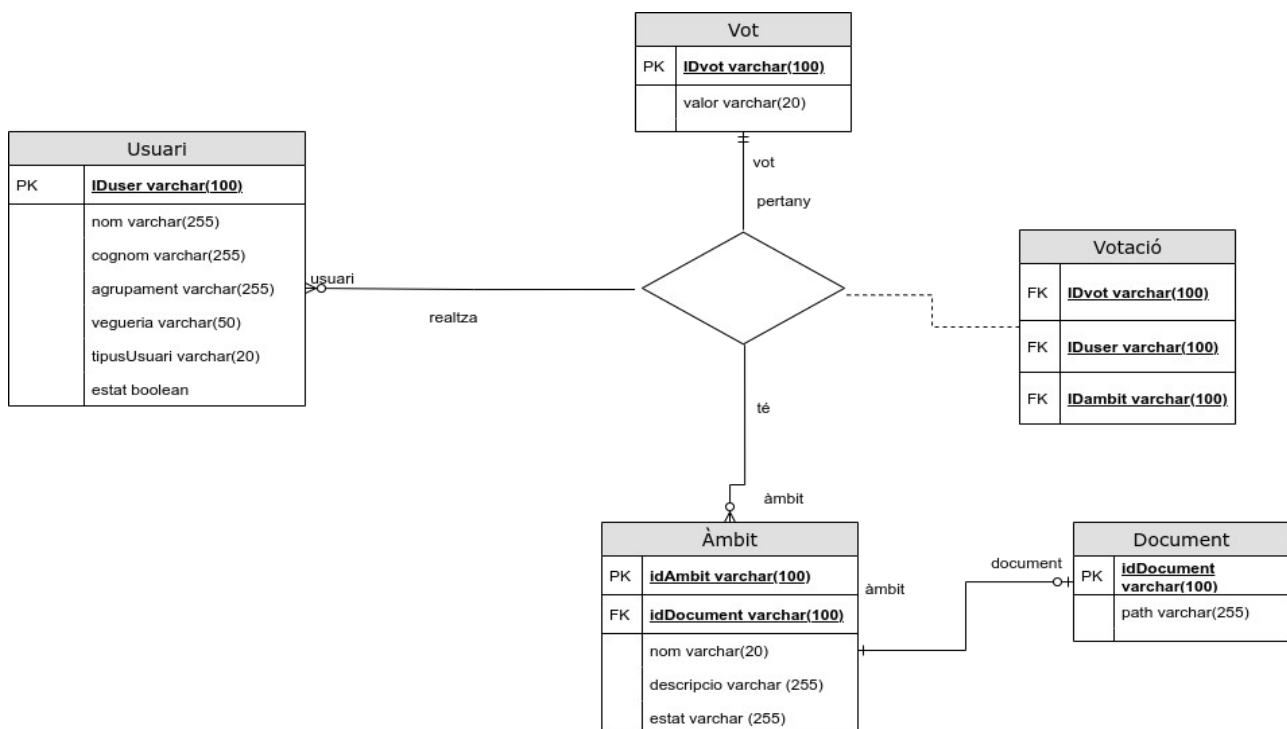 Vot
PK IDvot varchar(100)
valor varchar(20)
vot
pertany
Usuari
PK IDuser varchar(100)
nom varchar(255)
cognom varchar(255)
agrupament varchar(255)
vegueria varchar(50)
tipusUsuari varchar(20)
estat boolean
usuari
realtza
Votació
FK IDvot varchar(100)
FK IDuser varchar(100)
FK IDambit varchar(100)
té
àmbit
Àmbit
PK idAmbit varchar(100)
FK idDocument varchar(100)
nom varchar(20)
descripcio varchar (255)
estat varchar (255)
àmbit
document
Document
PK idDocument
varchar(100)
path varchar(255)